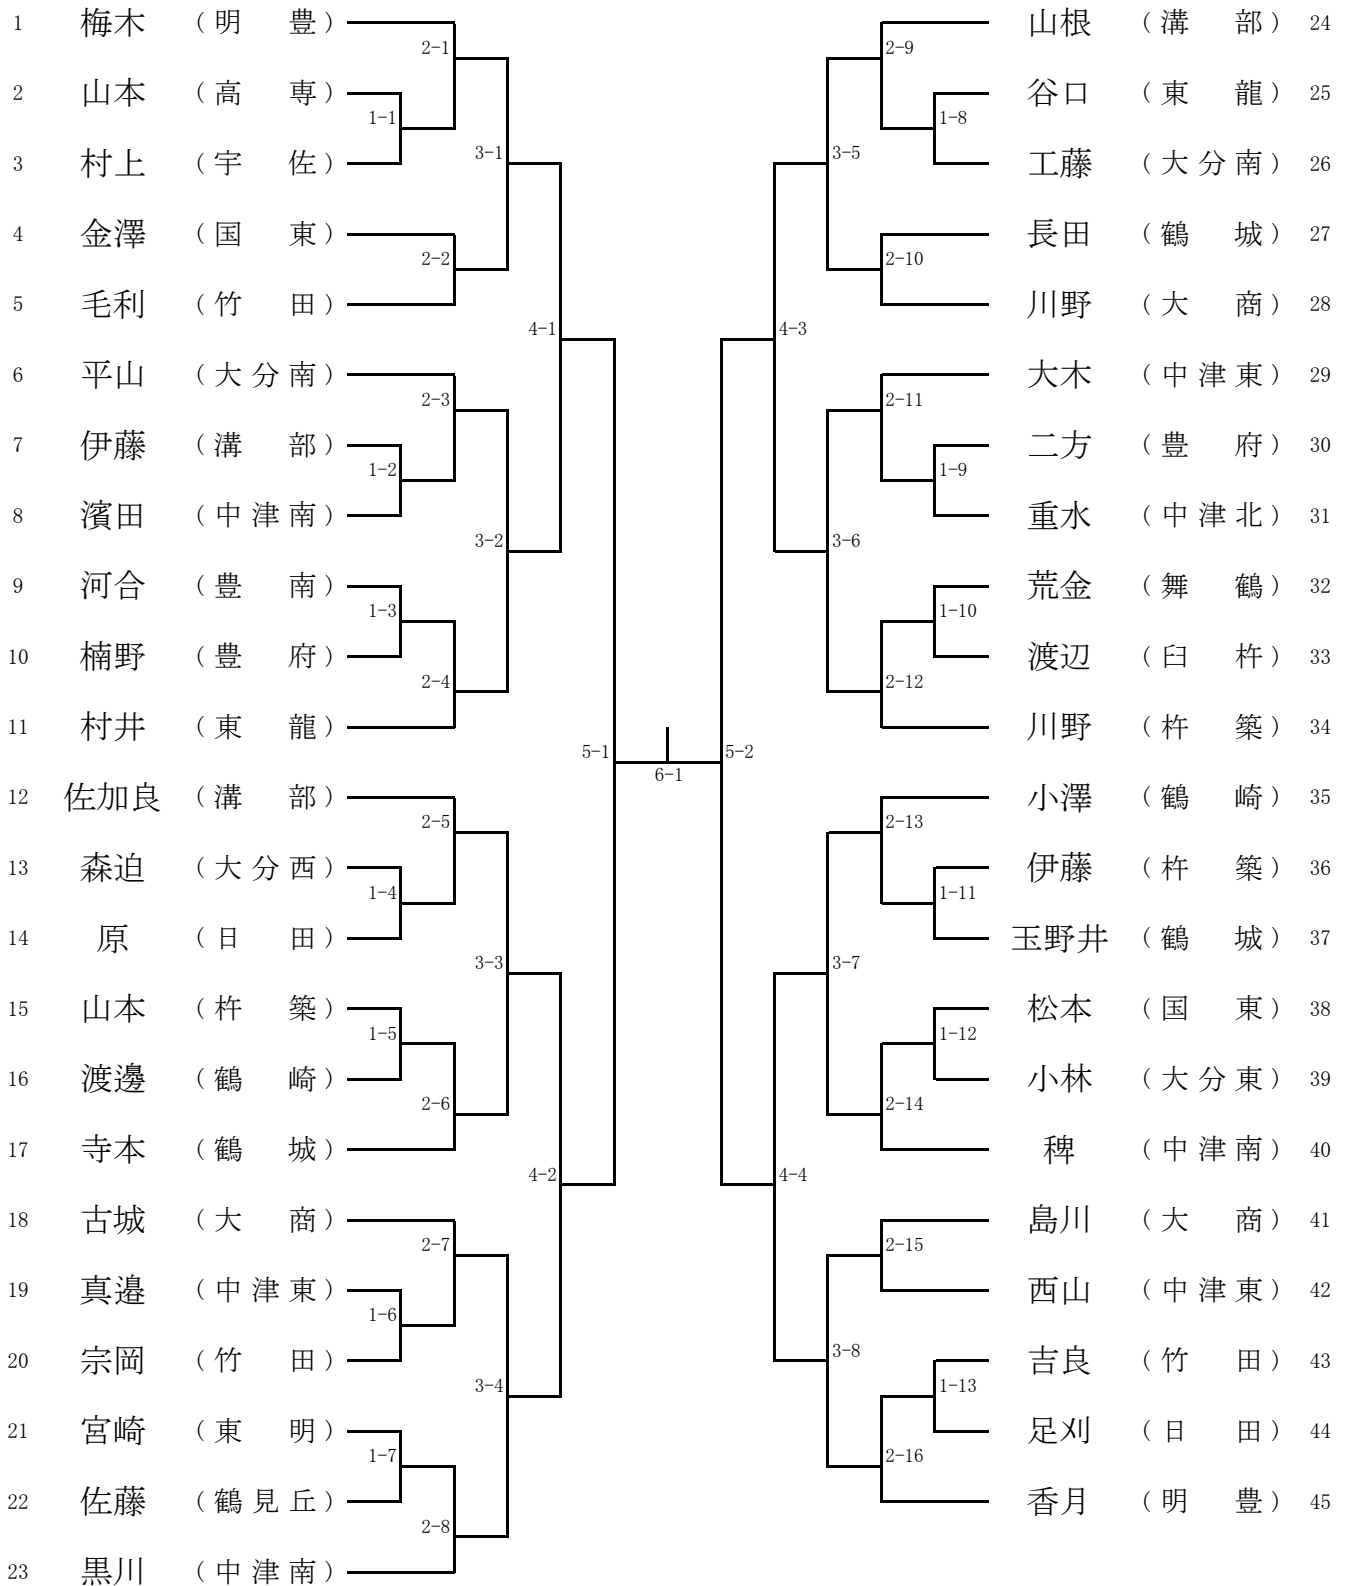 1 梅木 （明 豊）
2-1
2 山本 （高 専）
1-1
3 村上 （宇 佐）
3-1
4 金澤 （国 東）
2-2
5 毛利 （竹 田）
4-1
6 平山 （大分南）
2-3
7 伊藤 （溝 部）
1-2
8 濱田 （中津南）
3-2
9 河合 （豊 南）
1-3
10 楠野 （豊 府）
2-4
11 村井 （東 龍）
5-1
12 佐加良 （溝 部）
2-5
13 森迫 （大分西）
1-4
14 原 （日 田）
3-3
15 山本 （杵 築）
1-5
16 渡邊 （鶴 崎）
2-6
17 寺本 （鶴 城）
4-2
18 古城 （大 商）
2-7
19 真邉 （中津東）
1-6
20 宗岡 （竹 田）
3-4
21 宮崎 （東 明）
1-7
22 佐藤 （鶴見丘）
2-8
23 黒川 （中津南）
6-1
山根 （溝 部） 24
2-9
谷口 （東 龍） 25
1-8
工藤 （大分南） 26
3-5
長田 （鶴 城） 27
2-10
川野 （大 商） 28
4-3
大木 （中津東） 29
2-11
二方 （豊 府） 30
1-9
重水 （中津北） 31
3-6
荒金 （舞 鶴） 32
1-10
渡辺 （臼 杵） 33
2-12
川野 （杵 築） 34
5-2
小澤 （鶴 崎） 35
2-13
伊藤 （杵 築） 36
1-11
玉野井 （鶴 城） 37
3-7
松本 （国 東） 38
1-12
小林 （大分東） 39
2-14
稗 （中津南） 40
4-4
島川 （大 商） 41
2-15
西山 （中津東） 42
3-8
吉良 （竹 田） 43
1-13
足刈 （日 田） 44
2-16
香月 （明 豊） 45